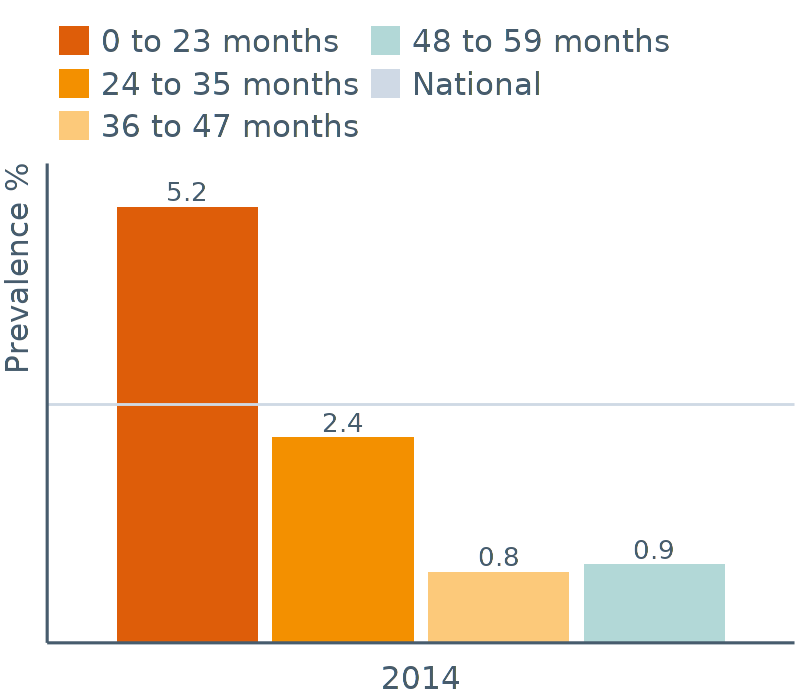 0 to 23 months
24 to 35 months
36 to 47 months
48 to 59 months
National
Prevalence %
5.2
2.4
0.8
0.9
2014